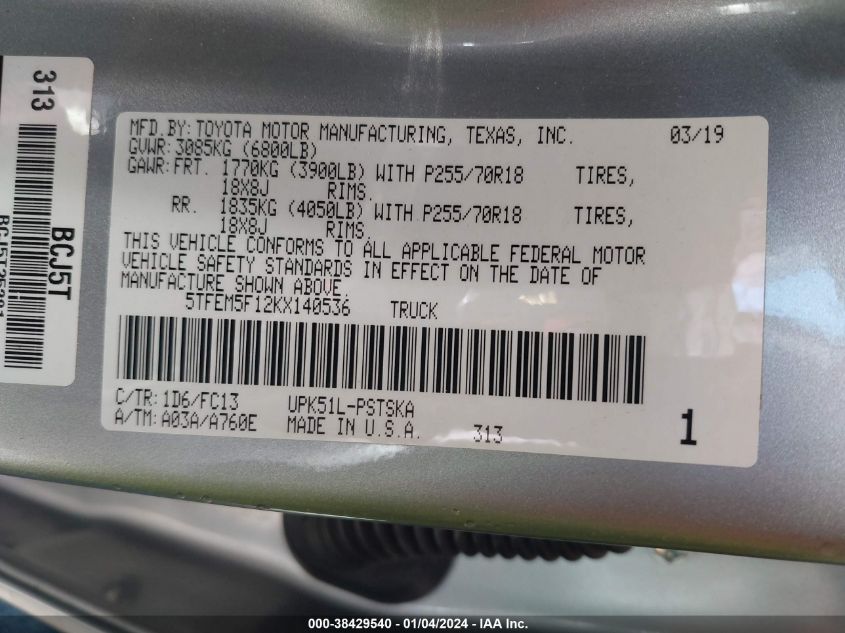 313
BCJ5T
MFD.BY:TOYOTA MOTOR MANUFACTURING, TEXAS, INC. 03/19
GVWR:3085KG (6800LB)
GAWR:FRT. 1770KG (3900LB) WITH P255/70R18 TIRES,
18X8J RIMS.
RR. 1835KG (4050LB) WITH P255/70R18 TIRES,
18X8J RIMS.
THIS VEHICLE CONFORMS TO ALL APPLICABLE FEDERAL MOTOR
VEHICLE SAFETY STANDARDS IN EFFECT ON THE DATE OF
MANUFACTURE SHOWN ABOVE.
5TFEM5F12KX140536 TRUCK
C/TR:1D6/FC13 UPK51L-PSTSKA
A/TM:A03A/A760E MADE IN U.S.A. 313 1
000-38429540 - 01/04/2024 - IAA Inc.